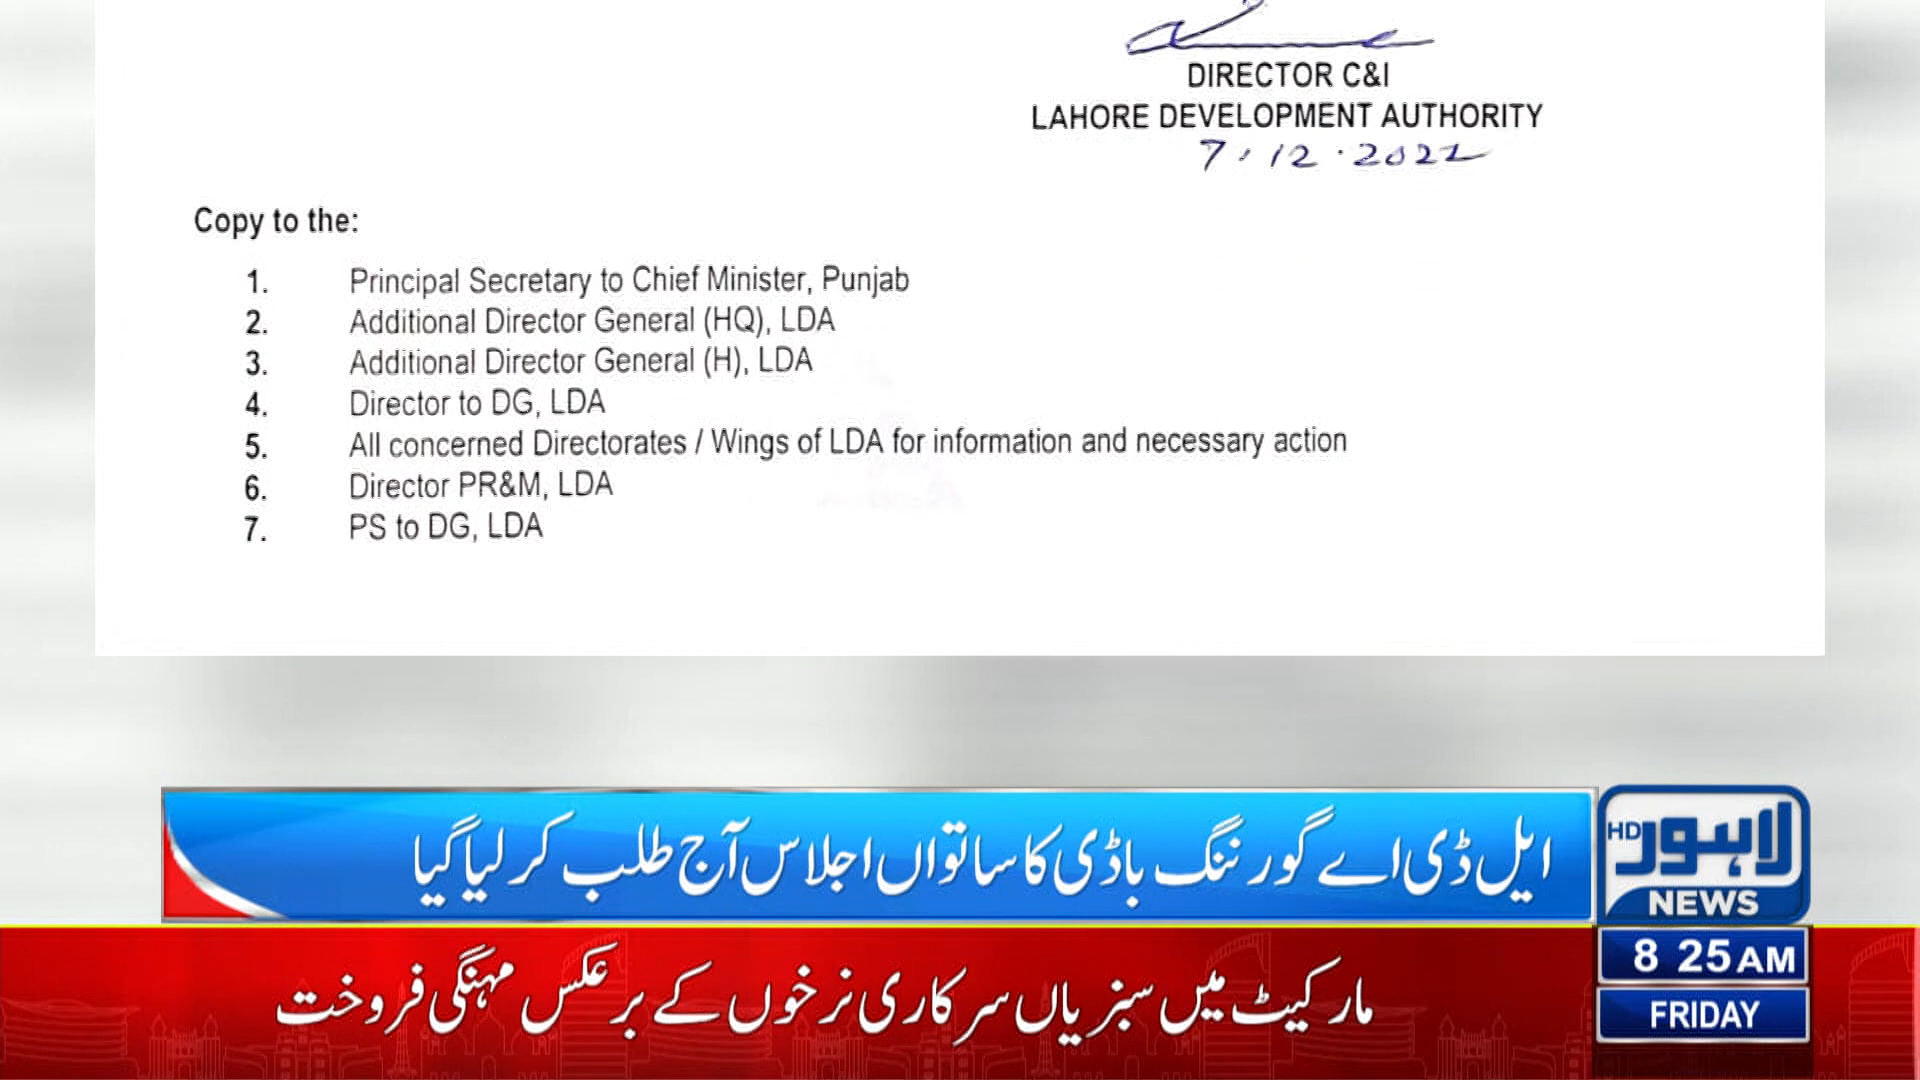 DIRECTOR C&I
LAHORE DEVELOPMENT AUTHORITY
7.12.2022
Copy to the:
1. Principal Secretary to Chief Minister, Punjab
2. Additional Director General (HQ), LDA
3. Additional Director General (H), LDA
4. Director to DG, LDA
5. All concerned Directorates / Wings of LDA for information and necessary action
6. Director PR&M, LDA
7. PS to DG, LDA
ایل ڈی اے گورننگ باڈی کا ساتواں اجلاس آج طلب کر لیا گیا
لاہور HD
NEWS
مارکیٹ میں سبزیاں سرکاری نرخوں کے برعکس مہنگی فروخت
8 25 AM
FRIDAY